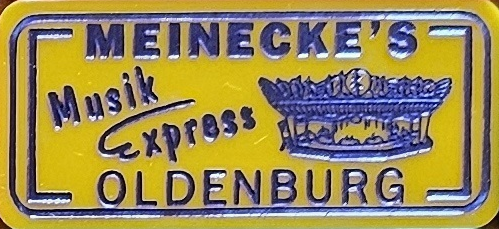 MEINECKE'S
Musik
Express
OLDENBURG